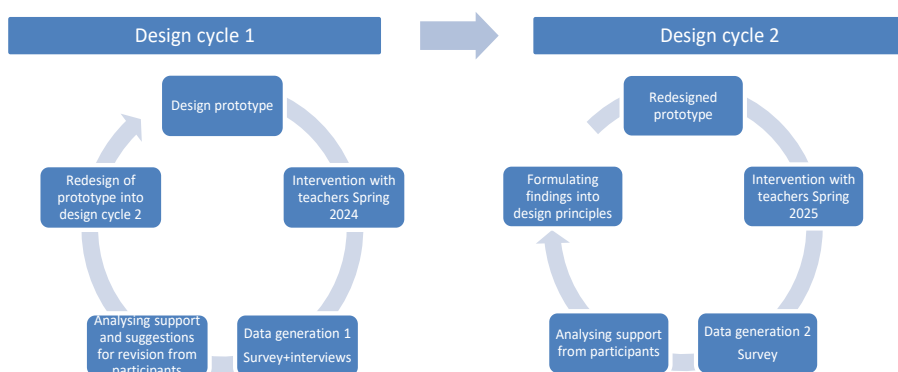 Design cycle 1
Design cycle 2
Design prototype
Intervention with
teachers Spring
2024
Data generation 1
Survey+interviews
Analysing support
and suggestions
for revision from
participants
Redesign of
prototype into
design cycle 2
Redesigned
prototype
Intervention with
teachers Spring
2025
Data generation 2
Survey
Analysing support
from participants
Formulating
findings into
design principles